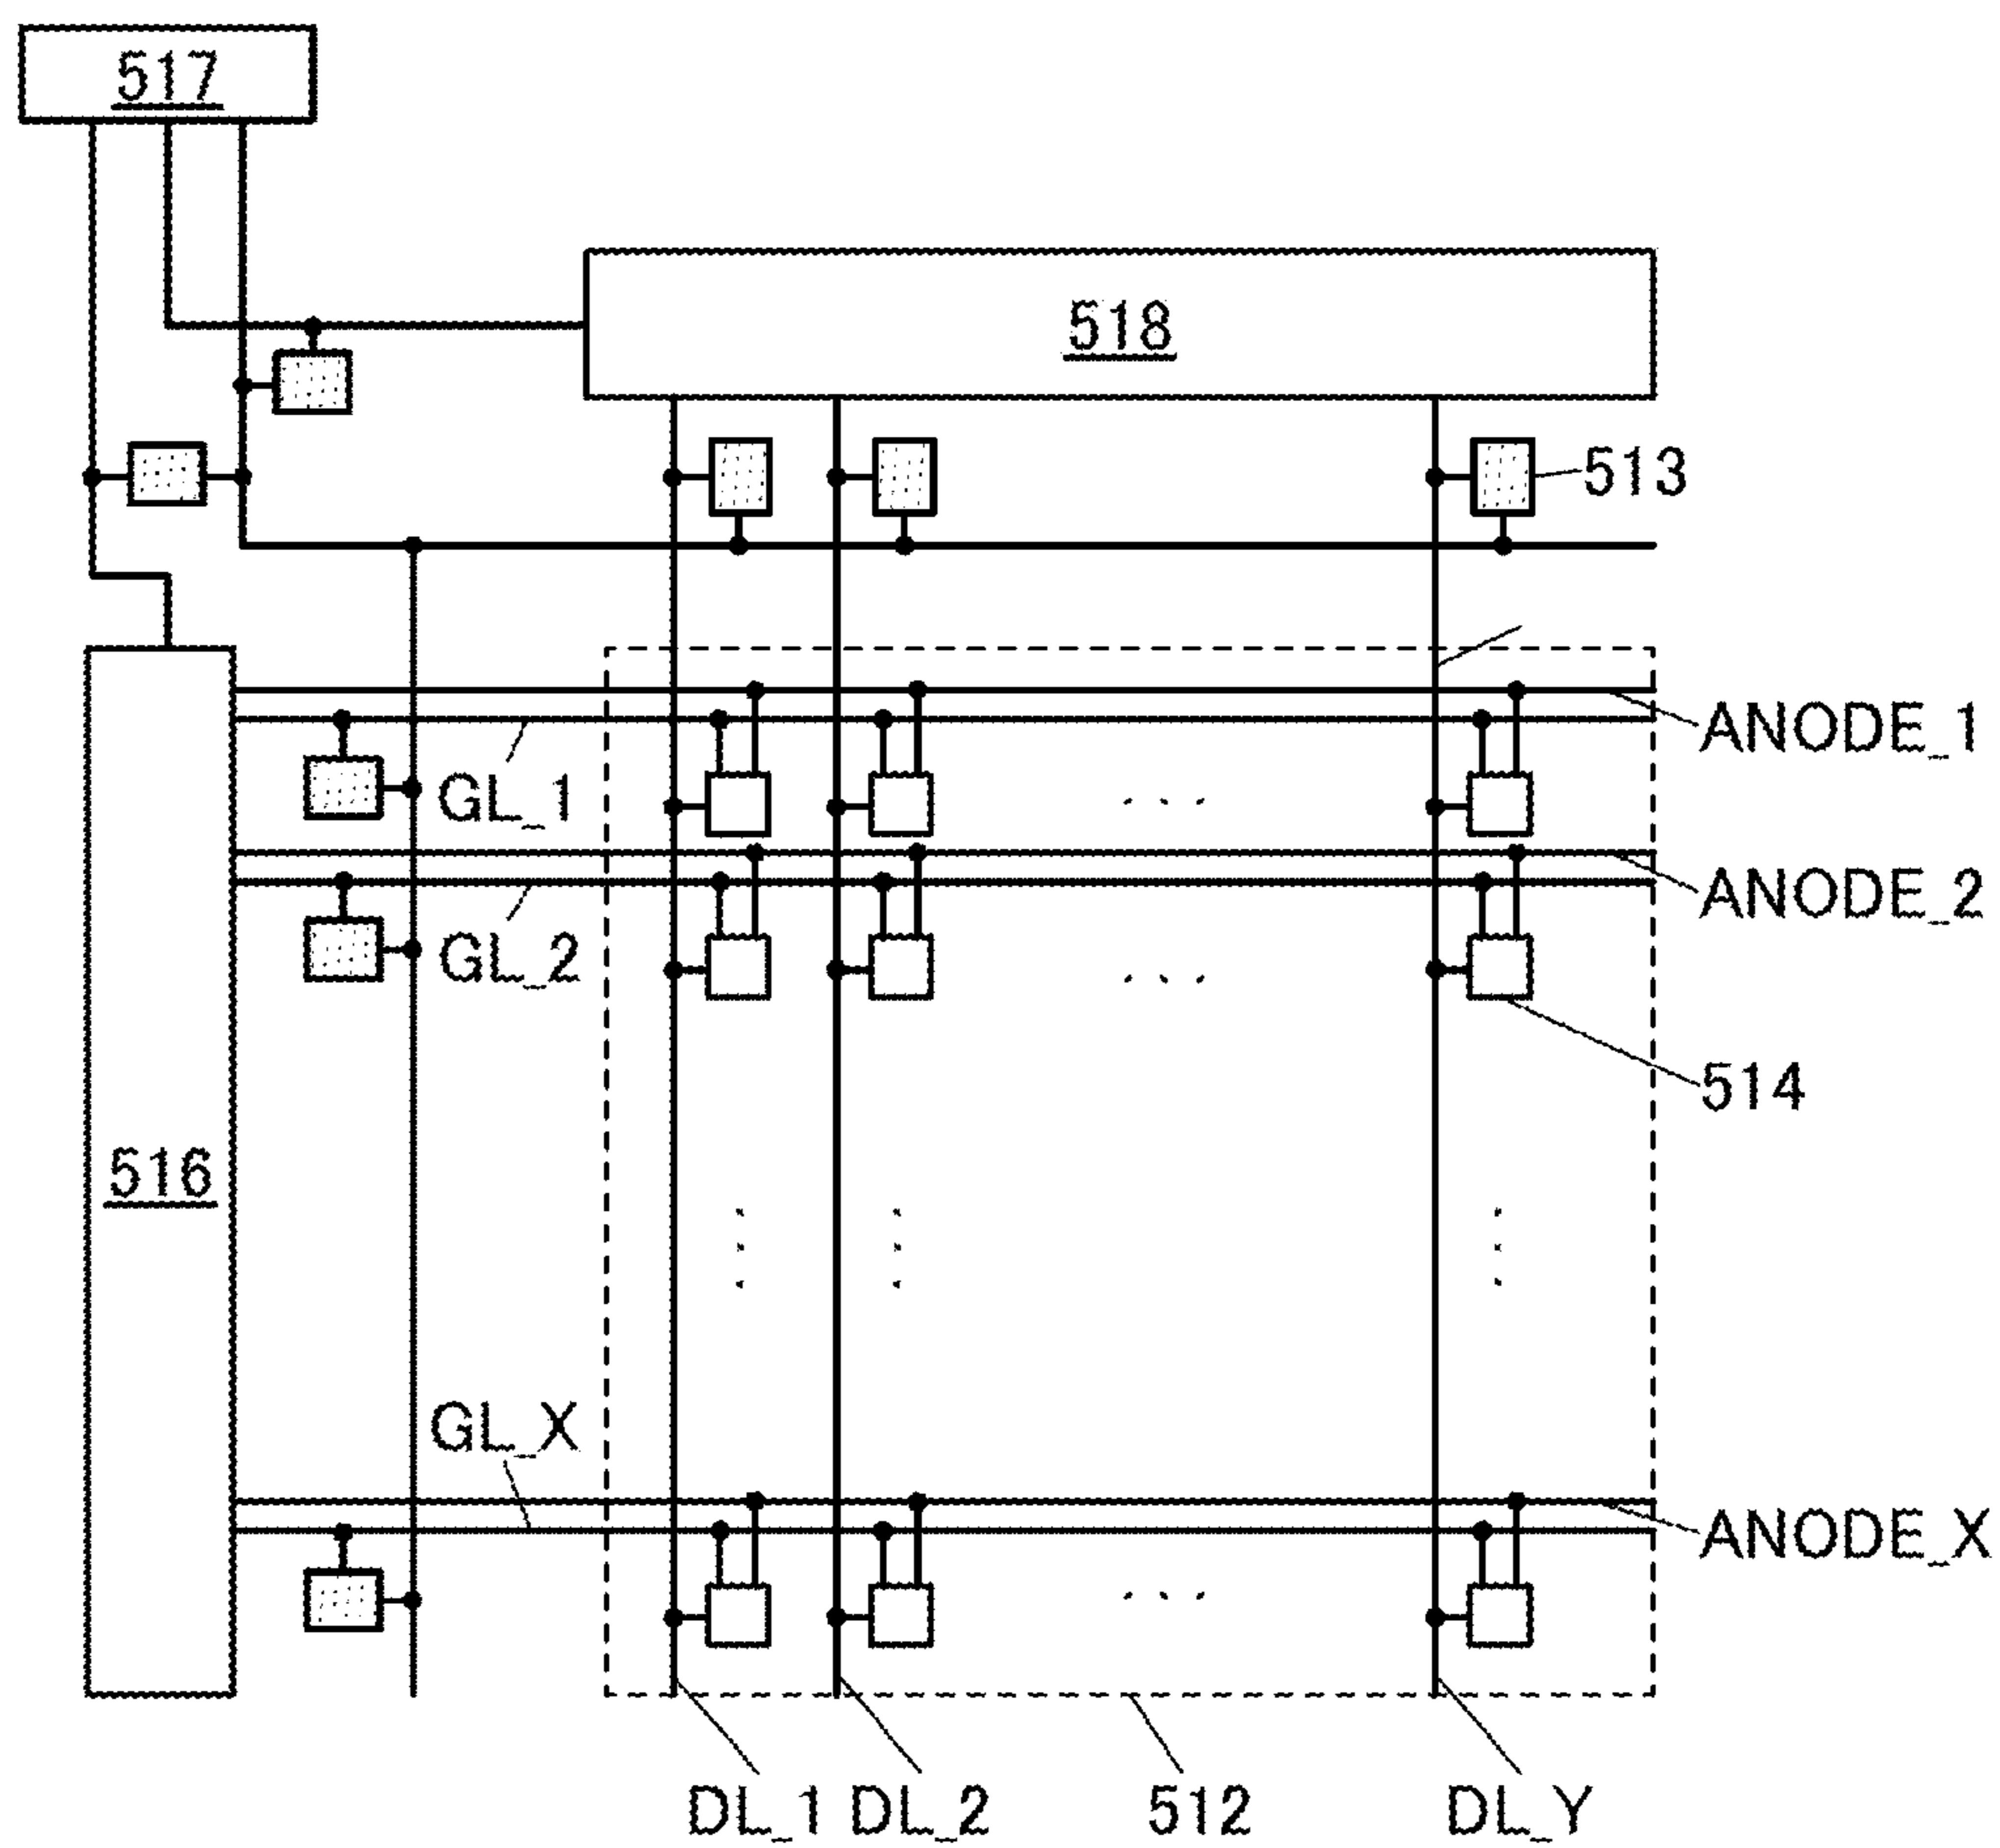 517
518
513
ANODE_1
GL_1
ANODE_2
GL_2
514
516
GL_X
ANODE_X
DL_1 DL_2 512 DL_Y